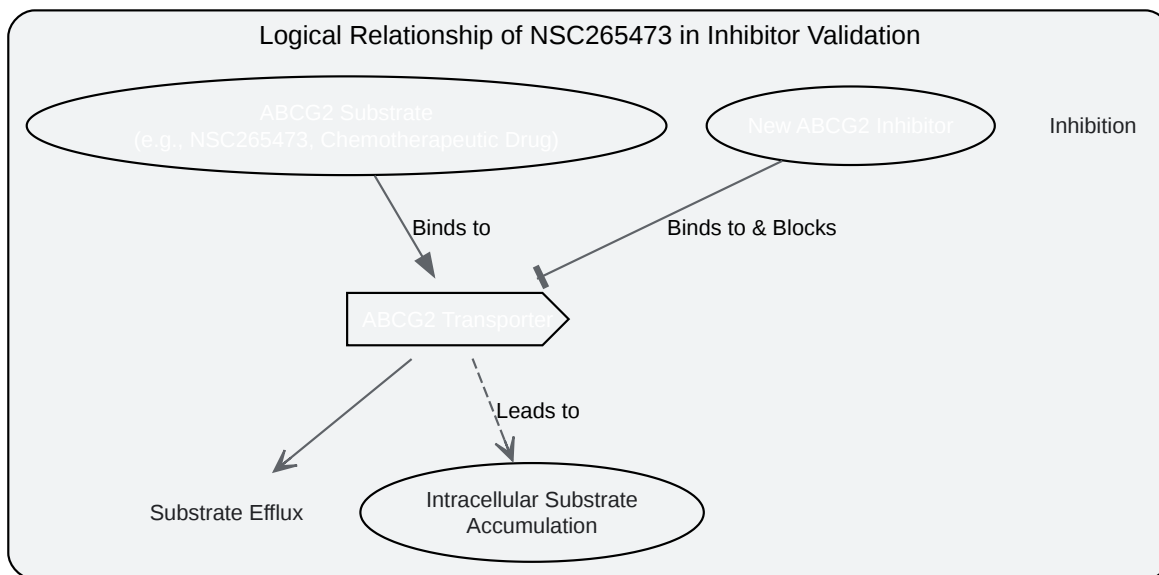 Logical Relationship of NSC265473 in Inhibitor Validation
ABCG2 Substrate
(e.g., NSC265473, Chemotherapeutic Drug)
New ABCG2 Inhibitor
Inhibition
Binds to
Binds to & Blocks
ABCG2 Transporter
Leads to
Substrate Efflux
Intracellular Substrate
Accumulation